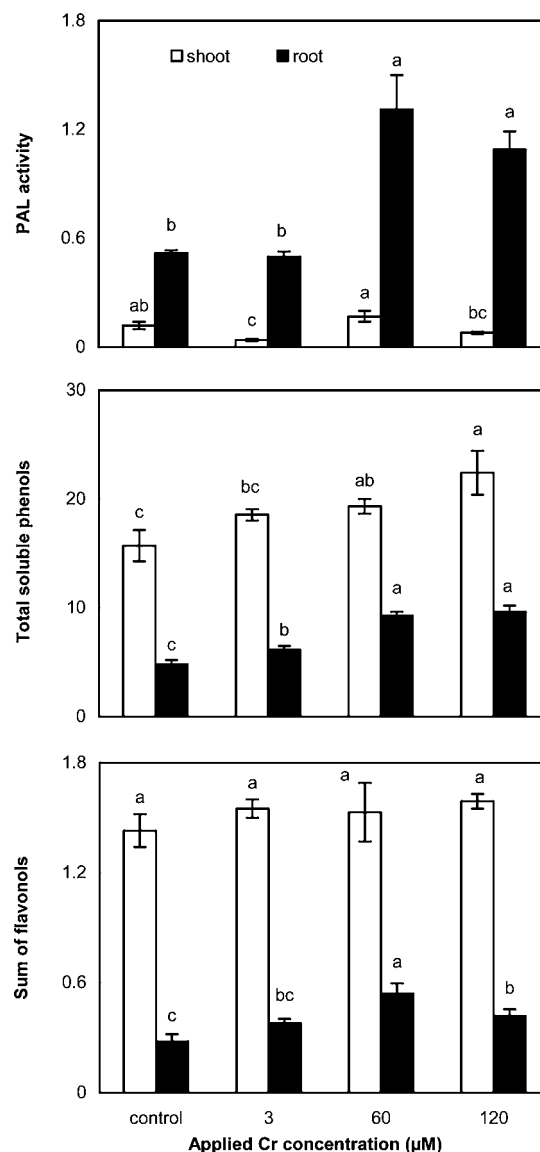 1.8
shoot root
a
a
1.2
PAL activity
b b
0.6
ab a
c bc
0
30
a
ab
bc
c
20
Total soluble phenols
a a
10
b
c
0
1.8
a a a a
1.2
Sum of flavonols
a
0.6
b
bc
c
0
control 3 60 120
Applied Cr concentration (µM)